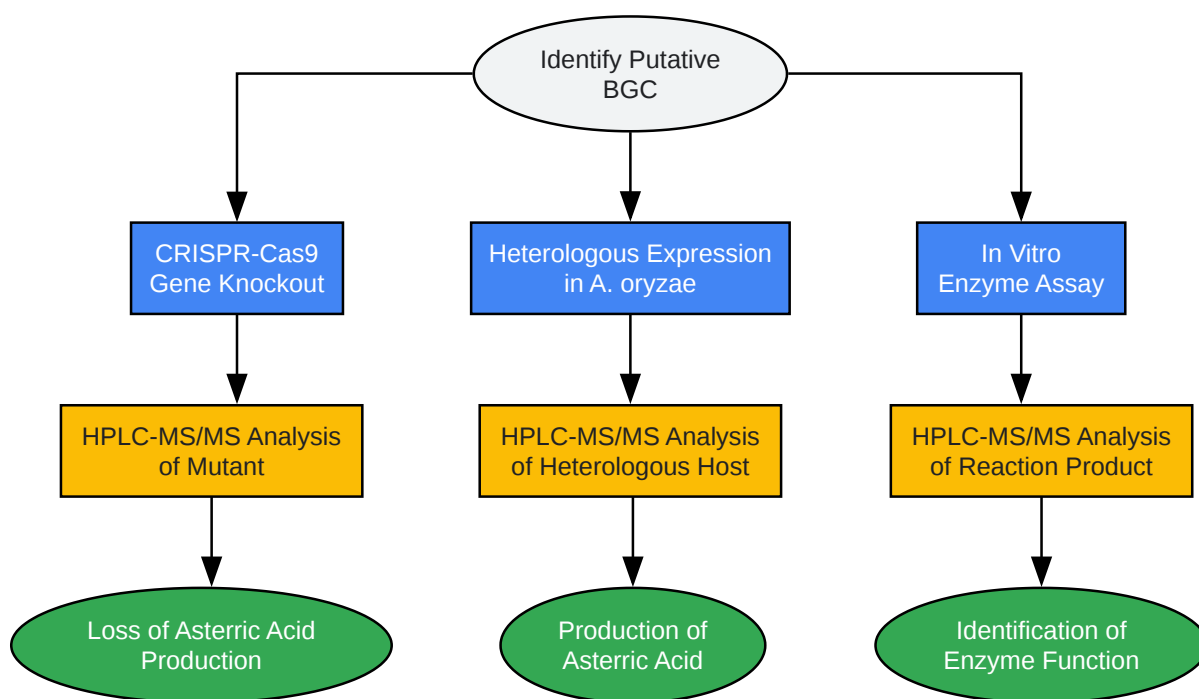 Identify Putative
BGC
CRISPR-Cas9
Gene Knockout
Heterologous Expression
in A. oryzae
In Vitro
Enzyme Assay
HPLC-MS/MS Analysis
of Mutant
HPLC-MS/MS Analysis
of Heterologous Host
HPLC-MS/MS Analysis
of Reaction Product
Loss of Asterric Acid
Production
Production of
Asterric Acid
Identification of
Enzyme Function